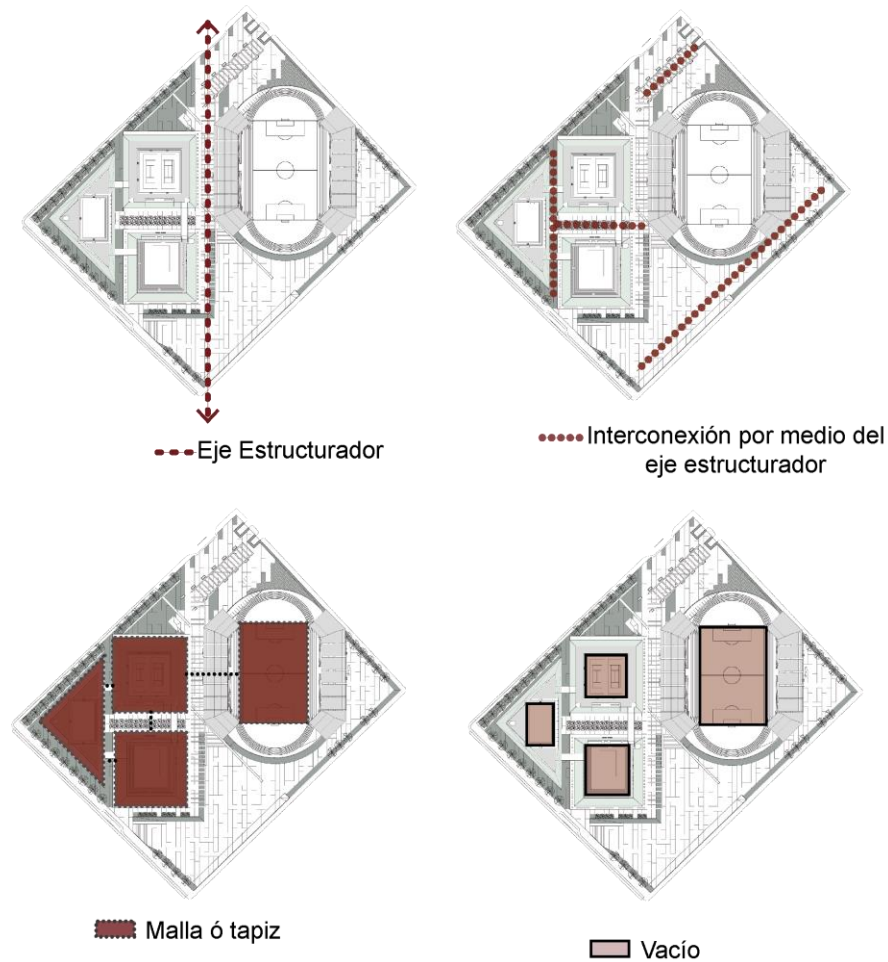 Eje Estructurador
Interconexión por medio del
eje estructurador
Malla ó tapiz
Vacío